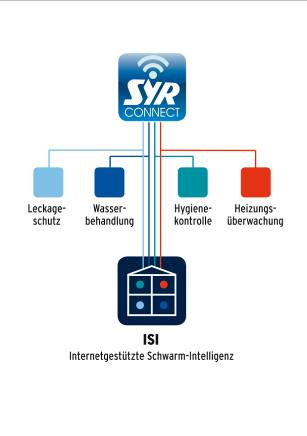 SYR
CONNECT
Leckage-
schutz
Wasser-
behandlung
Hygiene-
kontrolle
Heizungs-
überwachung
ISI
Internetgestützte Schwarm-Intelligenz